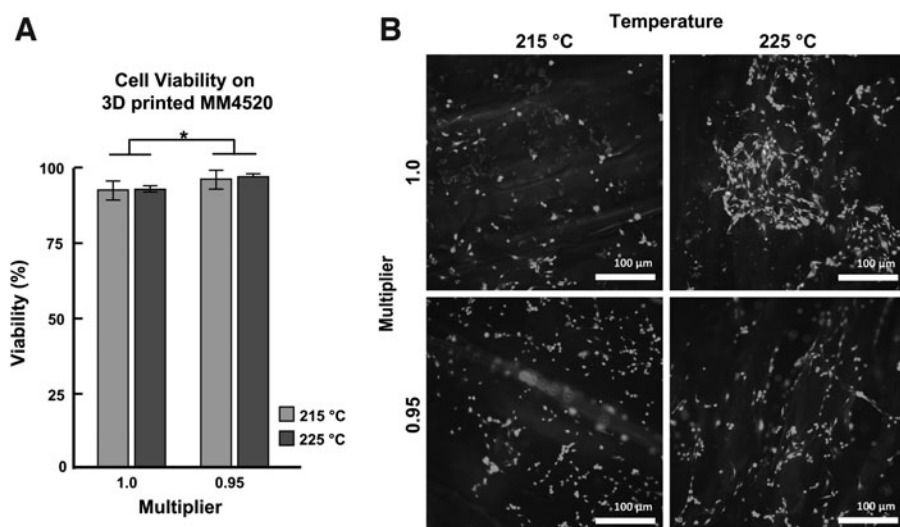 A
Cell Viability on
3D printed MM4520
*
100
75
50
25
0
Viability (%)
1.0
0.95
Multiplier
215 °C
225 °C
B
Temperature
215 °C
225 °C
Multiplier
1.0
0.95
100 µm
100 µm
100 µm
100 µm